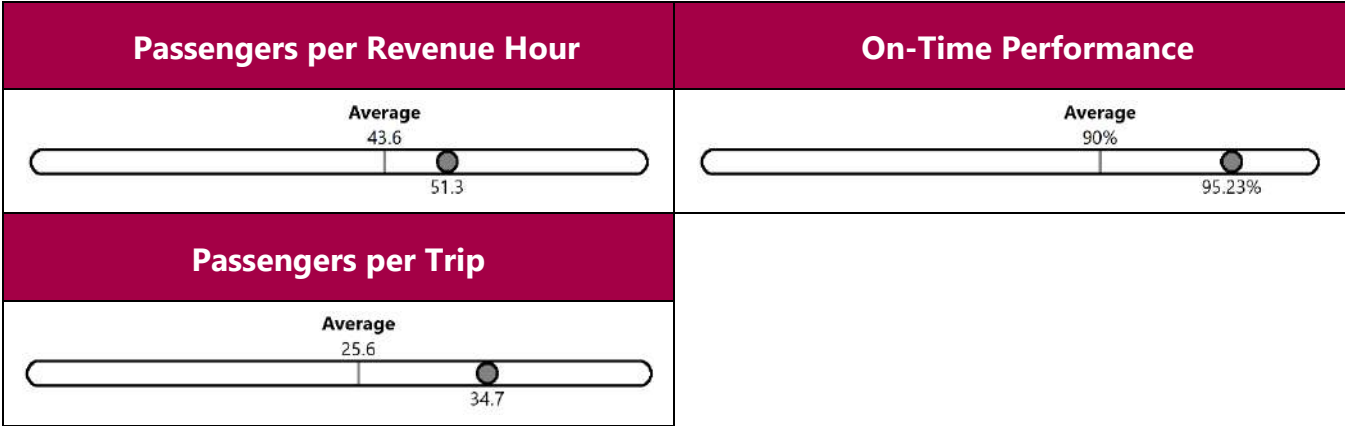 Passengers per Revenue Hour
On-Time Performance
Average
43.6
51.3
Average
90%
95.23%
Passengers per Trip
Average
25.6
34.7